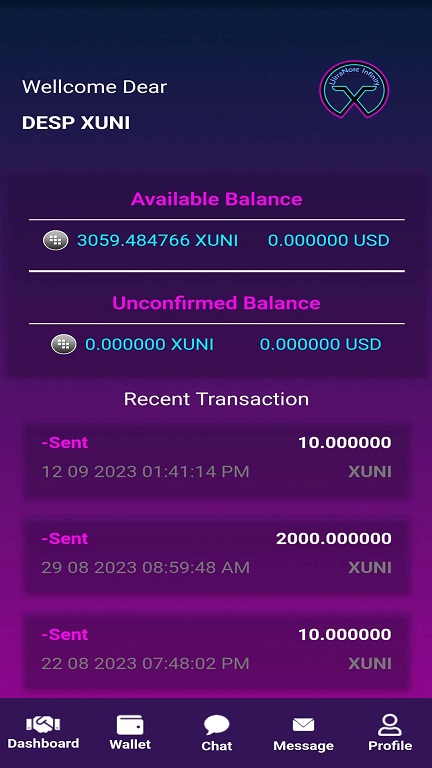 Wellcome Dear
UltraNote Infinity
DESP XUNI
Available Balance
3059.484766 XUNI 0.000000 USD
Unconfirmed Balance
0.000000 XUNI 0.000000 USD
Recent Transaction
-Sent 10.000000
12 09 2023 01:41:14 PM XUNI
-Sent 2000.000000
29 08 2023 08:59:48 AM XUNI
-Sent 10.000000
22 08 2023 07:48:02 PM XUNI
Dashboard Wallet Chat Message Profile